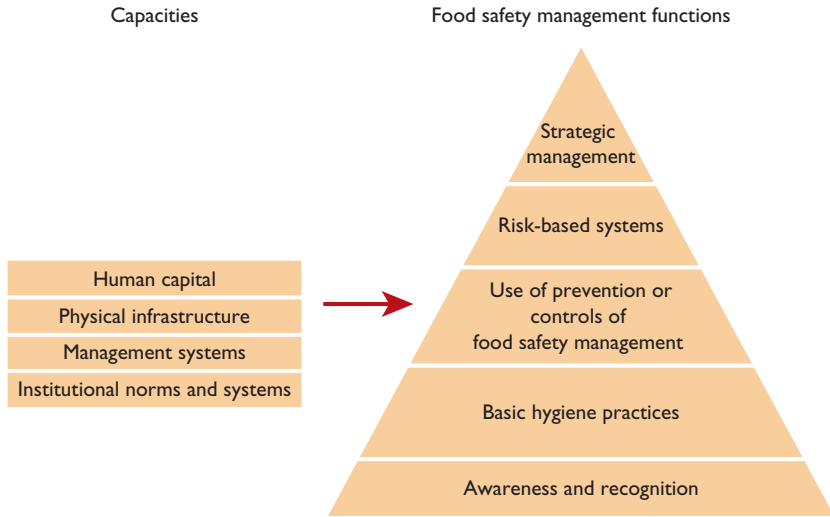 Capacities
Human capital
Physical infrastructure
Management systems
Institutional norms and systems
Food safety management functions
Strategic
management
Risk-based systems
Use of prevention or
controls of
food safety management
Basic hygiene practices
Awareness and recognition